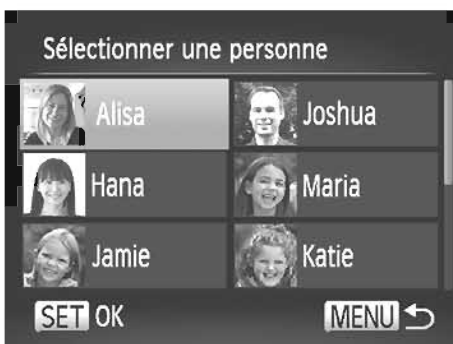 Sélectionner une personne
Alisa
Joshua
Hana
Maria
Jamie
Katie
SET OK
MENU